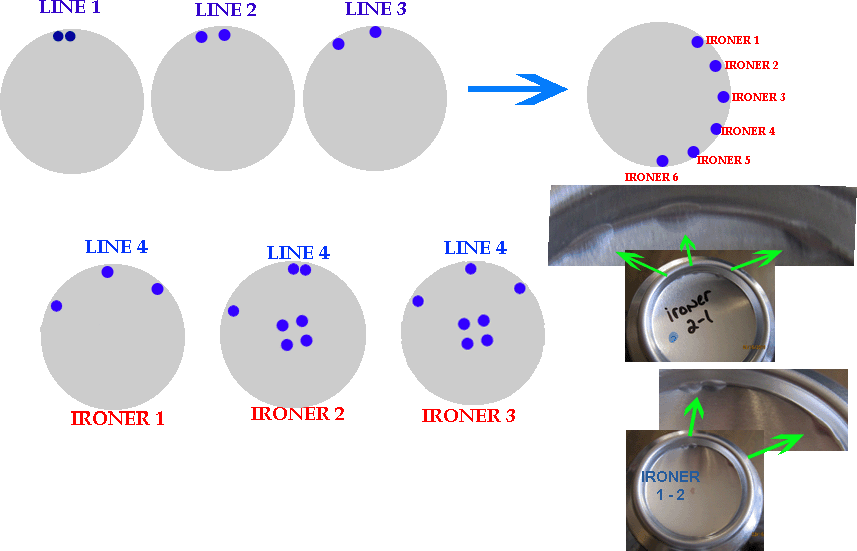 LINE 1
LINE 2
LINE 3
IRONER 1
IRONER 2
IRONER 3
IRONER 4
IRONER 5
IRONER 6
LINE 4
LINE 4
LINE 4
IRONER 1
IRONER 2
IRONER 3
ironer
2-1
IRONER
1 - 2